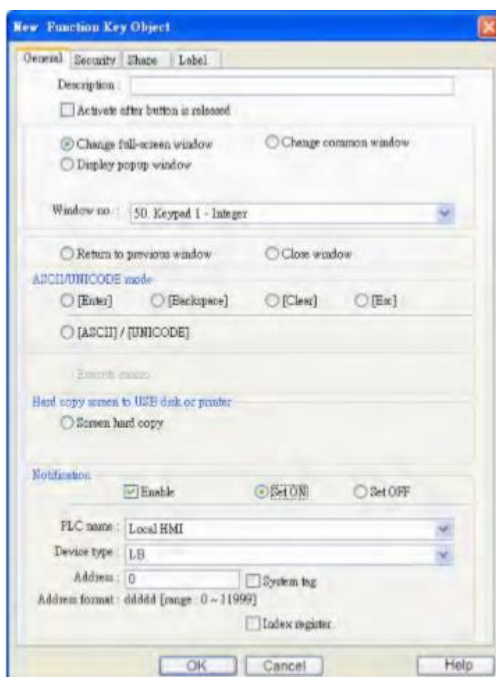 New Function Key Object
General Security Shape Label
Description :
Activate after button is released
Change full-screen window Change common window
Display popup window
Window no. : 50. Keypad 1 - Integer
Return to previous window Close window
ASCII/UNICODE mode
[Enter] [Backspace] [Clear] [Esc]
[ASCII] / [UNICODE]
Execute macro
Hard copy screen to USB disk or printer
Screen hard copy
Notification
Enable Set ON Set OFF
PLC name : Local HMI
Device type : LB
Address : 0 System tag
Address format : ddddd [range : 0 ~ 11999]
Index register
OK Cancel Help